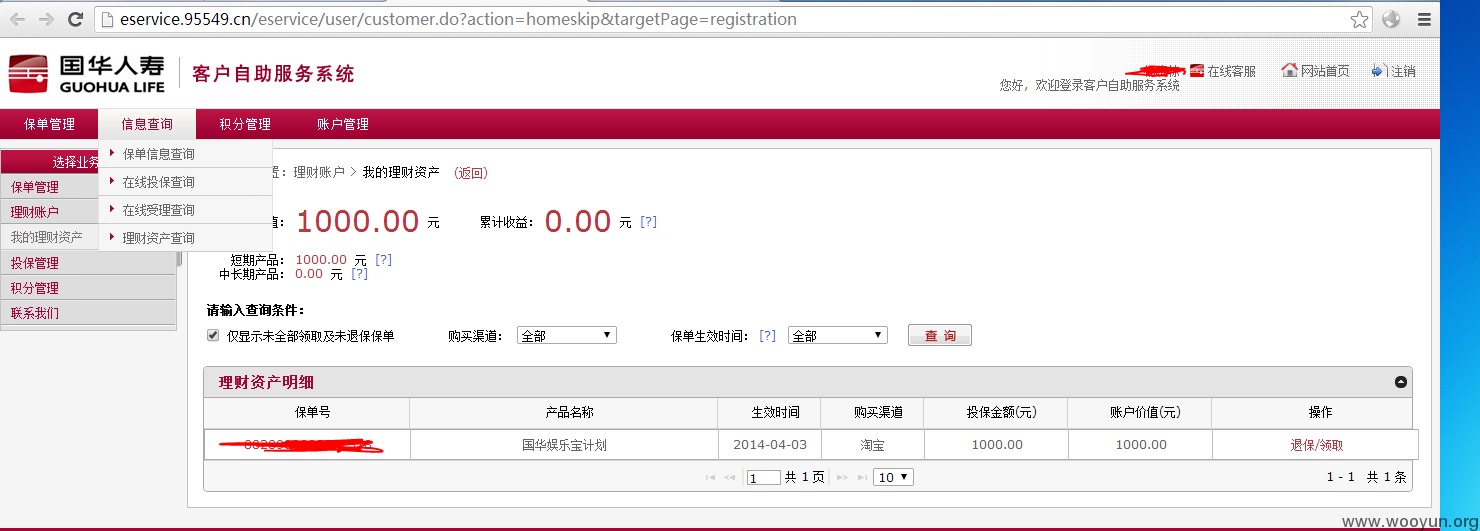 eservice.95549.cn/eservice/user/customer.do?action=homeskip&targetPage=registration
国华人寿
GUOHUA LIFE
客户自助服务系统
在线客服 网站首页 注销
您好，欢迎登录客户自助服务系统
保单管理 信息查询 积分管理 账户管理
选择业务
保单信息查询
在线投保查询
在线受理查询
理财资产查询
保单管理
理财账户
我的理财资产
投保管理
积分管理
联系我们
置：理财账户 > 我的理财资产 （返回）
值： 1000.00 元 累计收益： 0.00 元 [?]
短期产品： 1000.00 元 [?]
中长期产品： 0.00 元 [?]
请输入查询条件：
仅显示未全部领取及未退保保单 购买渠道： 全部 保单生效时间： [?] 全部 查 询
理财资产明细
保单号 产品名称 生效时间 购买渠道 投保金额(元) 账户价值(元) 操作
国华娱乐宝计划 2014-04-03 淘宝 1000.00 1000.00 退保/领取
1 共 1 页 10 1 - 1 共 1 条
www.wooyun.org